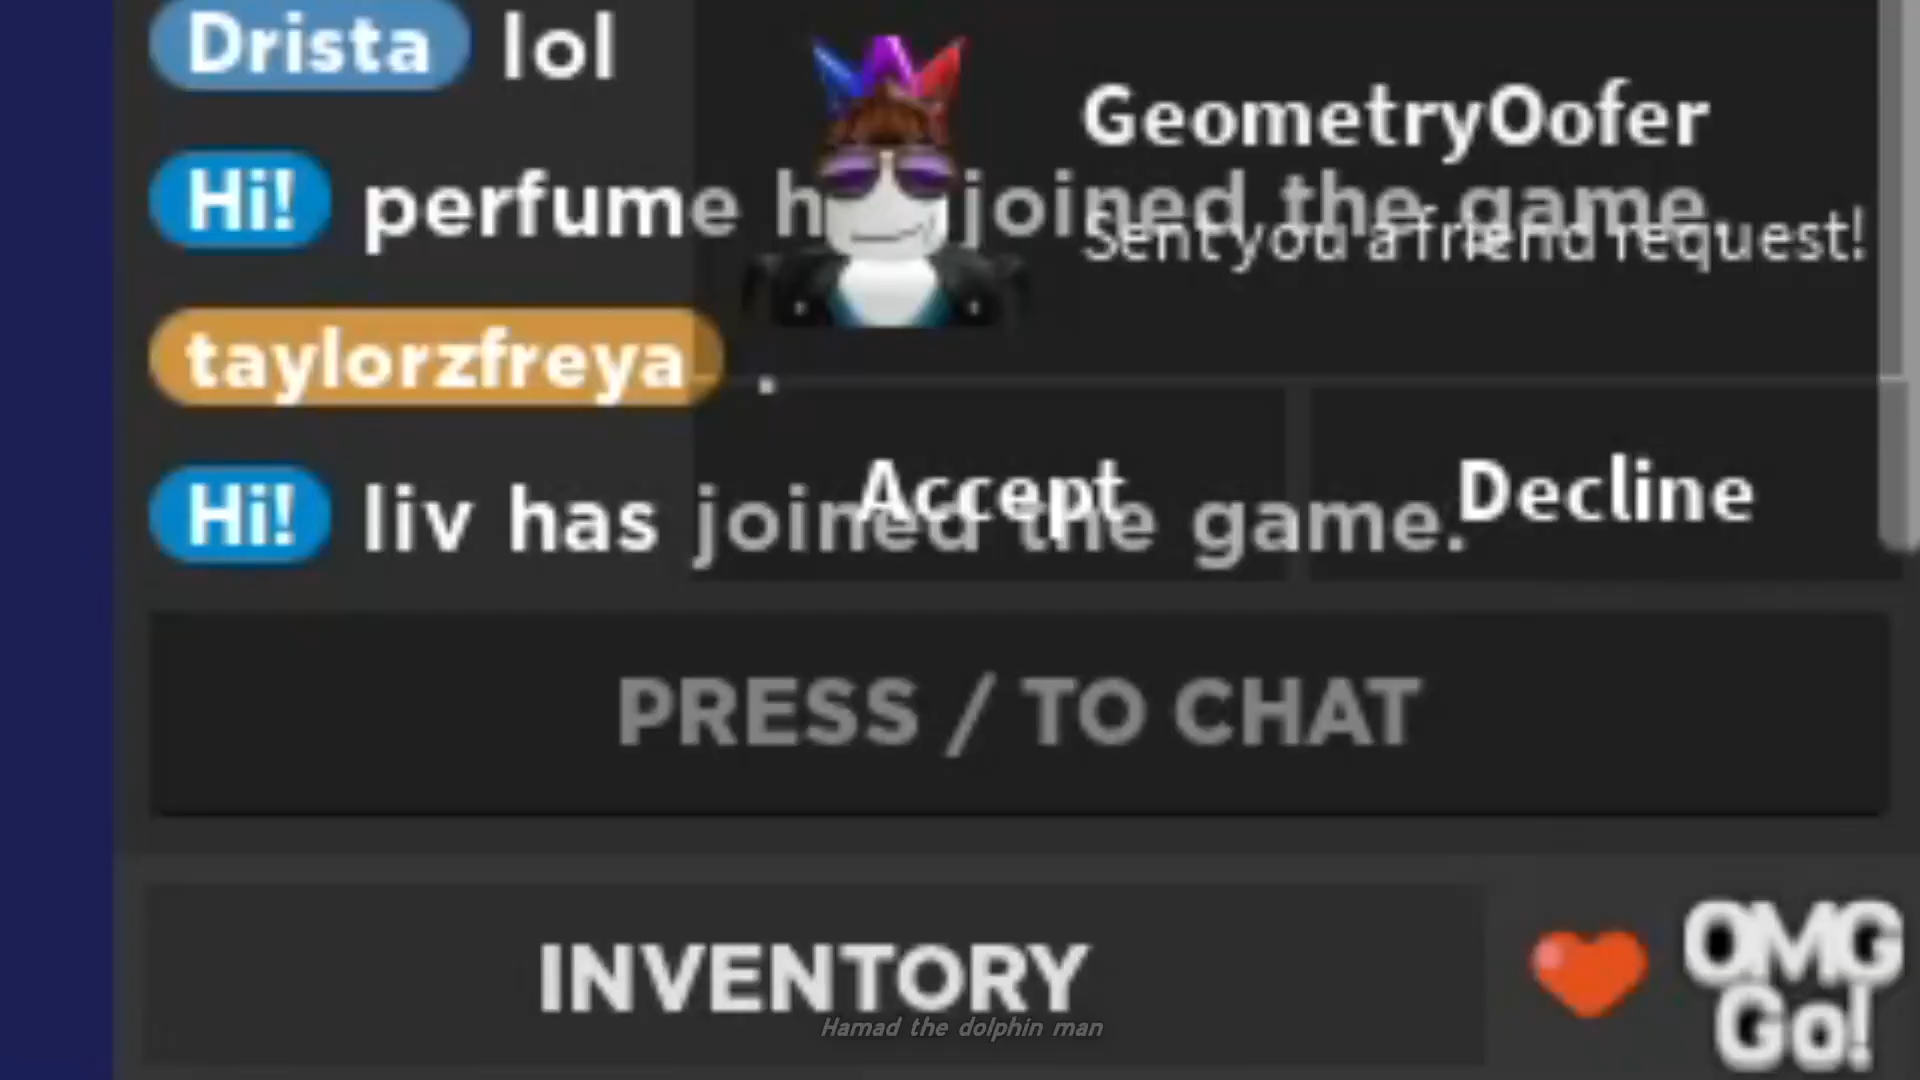 Drista lol
GeometryOofer
Hi! perfume h joined the game.
Sent you a friend request!
taylorzfreya .
Accept
Decline
Hi! liv has joined the game.
PRESS / TO CHAT
INVENTORY
OMG
Go!
Hamad the dolphin man